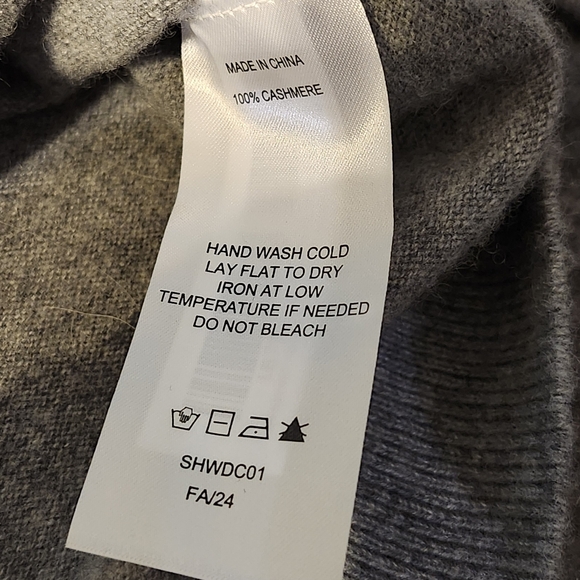 MADE IN CHINA
100% CASHMERE
HAND WASH COLD
LAY FLAT TO DRY
IRON AT LOW
TEMPERATURE IF NEEDED
DO NOT BLEACH
SHWDC01
FA/24